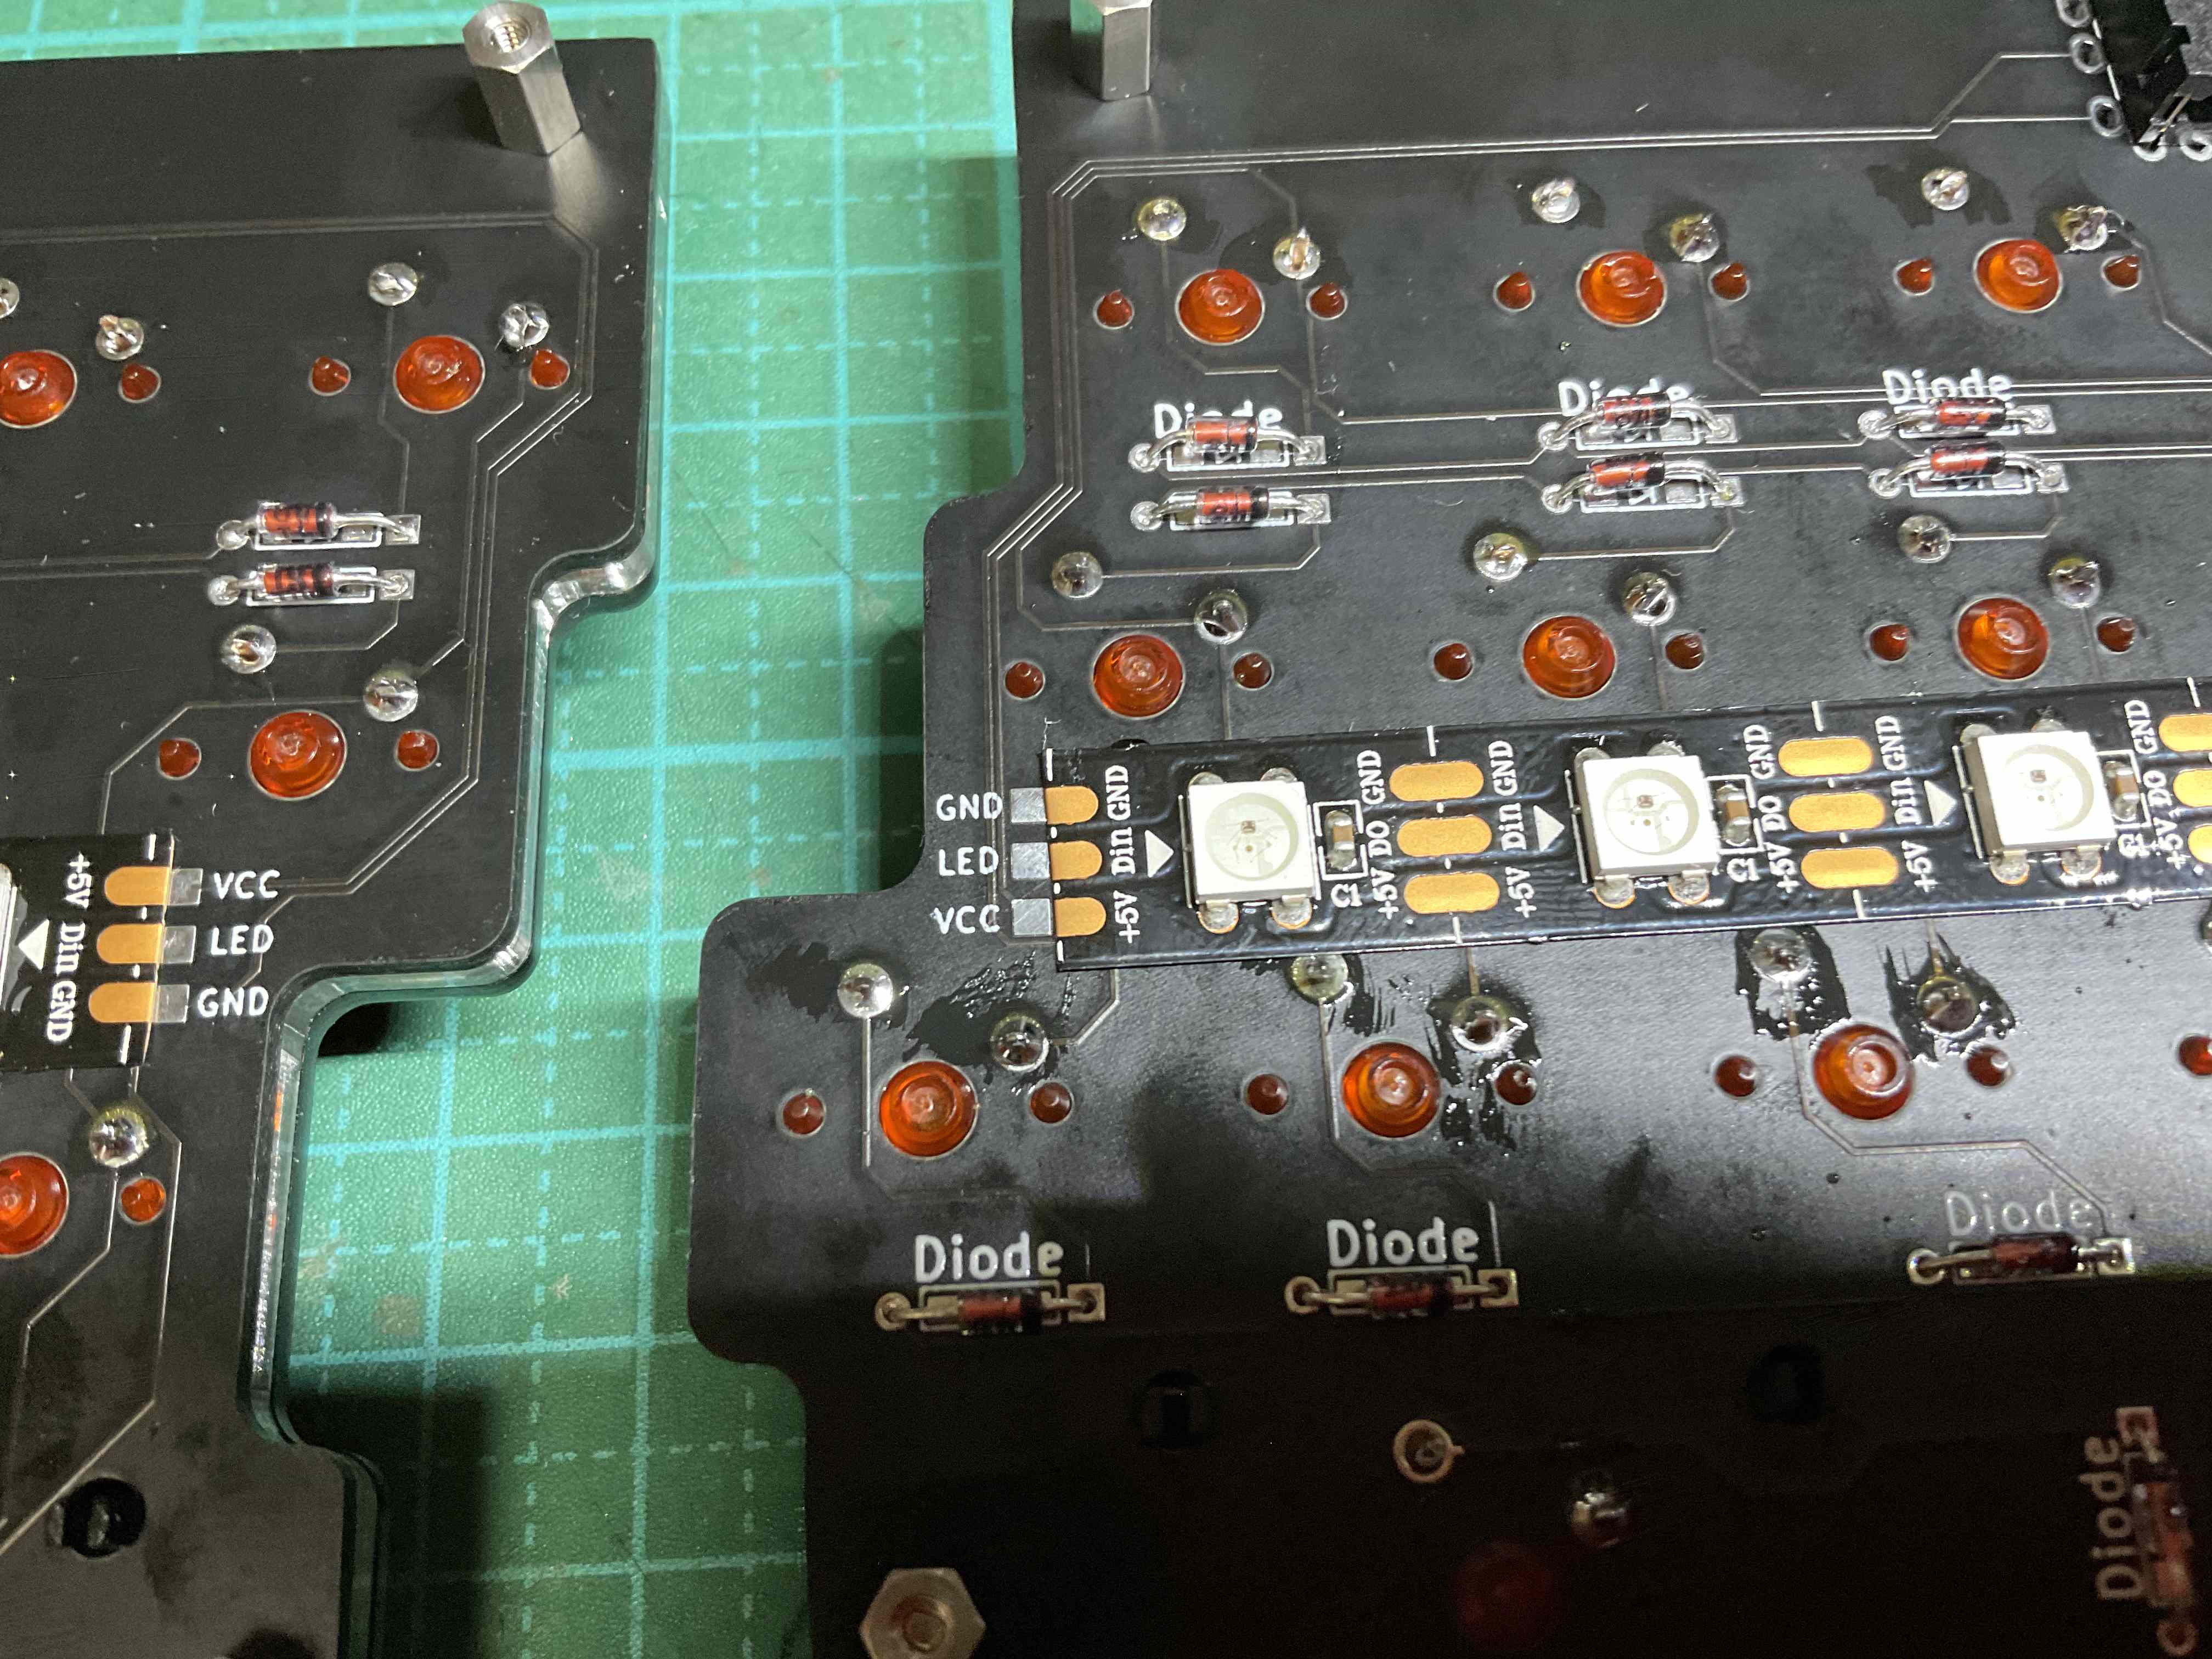 Diode
Diode
Diode
GND
LED
VCC
GND
Din
+5V
C1
GND
DO
+5V
GND
Din
+5V
C1
GND
DO
+5V
GND
Din
+5V
GND
DO
+5V
+5V
Din
GND
VCC
LED
GND
Diode
Diode
Diode
Diode